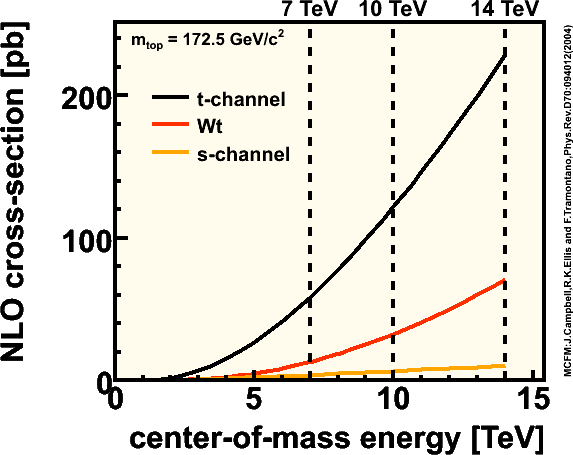 7 TeV 10 TeV 14 TeV
m_top = 172.5 GeV/c²
t-channel
Wt
s-channel
200
100
0
0 5 10 15
NLO cross-section [pb]
center-of-mass energy [TeV]
MCFM:J.Campbell,R.K.Ellis and F.Tramontano,Phys.Rev.D70:094012(2004)